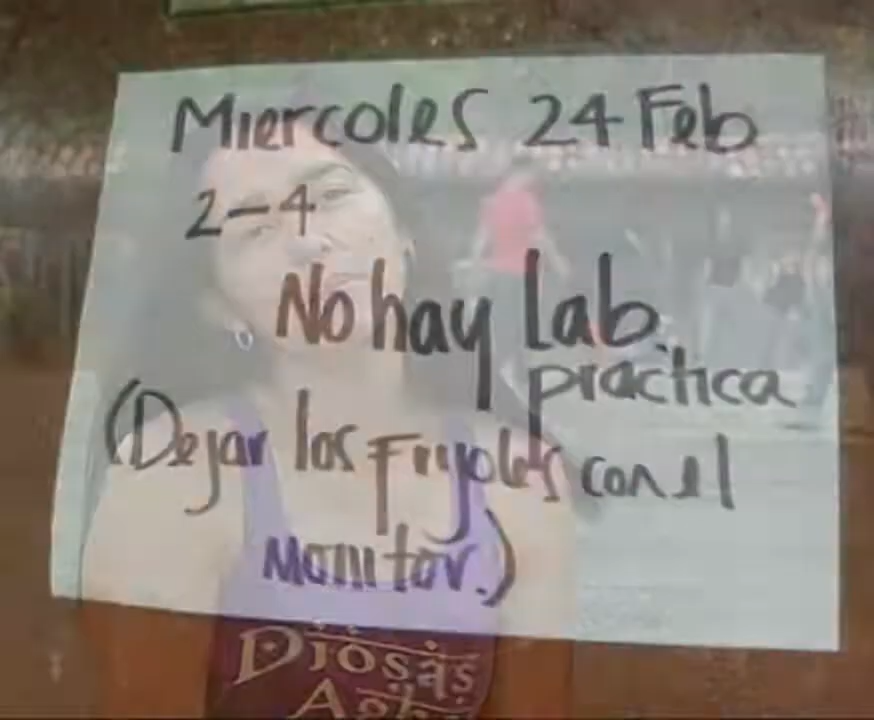 Miercoles 24 Feb
2-4
No hay Lab.
practica
(Dejar los Frijoles con el
Monitor.)
Diosas